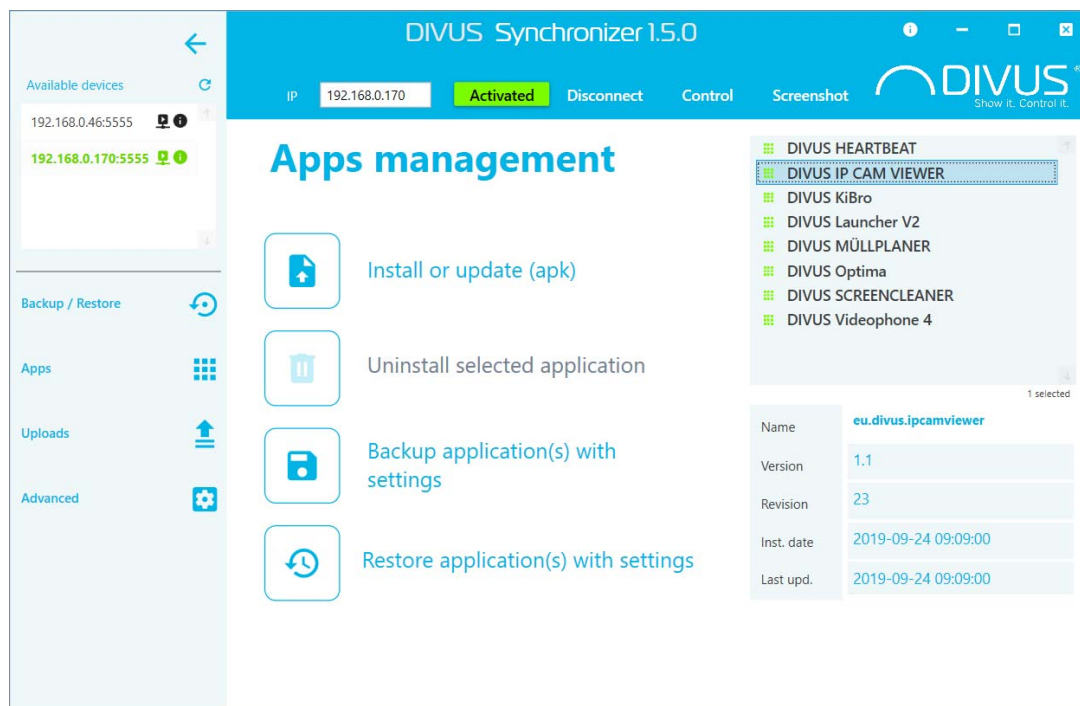 DIVUS Synchronizer 1.5.0
IP
192.168.0.170
Activated
Disconnect
Control
Screenshot
DIVUS®
Show it. Control it.
Available devices
192.168.0.46:5555
192.168.0.170:5555
Backup / Restore
Apps
Uploads
Advanced
Apps management
Install or update (apk)
Uninstall selected application
Backup application(s) with
settings
Restore application(s) with settings
DIVUS HEARTBEAT
DIVUS IP CAM VIEWER
DIVUS KiBro
DIVUS Launcher V2
DIVUS MÜLLPLANER
DIVUS Optima
DIVUS SCREENCLEANER
DIVUS Videophone 4
1 selected
Name eu.divus.ipcamviewer
Version 1.1
Revision 23
Inst. date 2019-09-24 09:09:00
Last upd. 2019-09-24 09:09:00